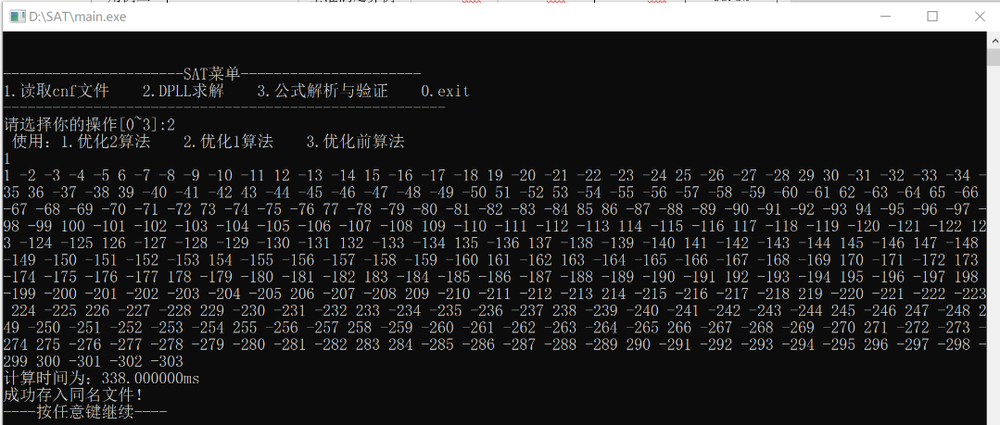 D:\SAT\main.exe
----------------------SAT菜单----------------------
1.读取cnf文件    2.DPLL求解    3.公式解析与验证    0.exit
------------------------------------------------------
请选择你的操作[0~3]:2
使用：1.优化2算法    2.优化1算法    3.优化前算法
1
1 -2 -3 -4 -5 6 -7 -8 -9 -10 -11 12 -13 -14 15 -16 -17 -18 19 -20 -21 -22 -23 -24 25 -26 -27 -28 29 30 -31 -32 -33 -34 -
35 36 -37 -38 39 -40 -41 -42 43 -44 -45 -46 -47 -48 -49 -50 51 -52 53 -54 -55 -56 -57 -58 -59 -60 -61 62 -63 -64 65 -66
-67 -68 -69 -70 -71 -72 73 -74 -75 -76 77 -78 -79 -80 -81 -82 -83 -84 85 86 -87 -88 -89 -90 -91 -92 -93 94 -95 -96 -97 -
98 -99 100 -101 -102 -103 -104 -105 -106 -107 -108 109 -110 -111 -112 -113 114 -115 -116 117 -118 -119 -120 -121 -122 12
3 -124 -125 126 -127 -128 -129 -130 -131 132 -133 -134 135 -136 137 -138 -139 -140 141 -142 -143 -144 145 -146 147 -148
-149 -150 -151 -152 -153 154 -155 -156 -157 -158 -159 -160 161 -162 163 -164 -165 -166 -167 -168 -169 170 -171 -172 173
-174 -175 -176 -177 178 -179 -180 -181 -182 183 -184 -185 -186 -187 -188 -189 -190 -191 192 -193 -194 -195 -196 -197 198
-199 -200 -201 -202 -203 -204 -205 206 -207 -208 209 -210 -211 -212 -213 214 -215 -216 -217 -218 219 -220 -221 -222 -223
224 -225 226 -227 -228 229 -230 -231 -232 233 -234 -235 -236 -237 238 -239 -240 -241 -242 -243 -244 245 246 -247 -248 2
49 -250 -251 -252 -253 -254 255 -256 -257 258 -259 -260 -261 -262 -263 264 -265 266 -267 -268 -269 -270 271 -272 -273 -
274 275 -276 -277 -278 -279 -280 -281 -282 283 284 -285 -286 -287 -288 -289 290 -291 -292 -293 -294 -295 296 -297 -298 -
299 300 -301 -302 -303
计算时间为：338.000000ms
成功存入同名文件！
----按任意键继续----